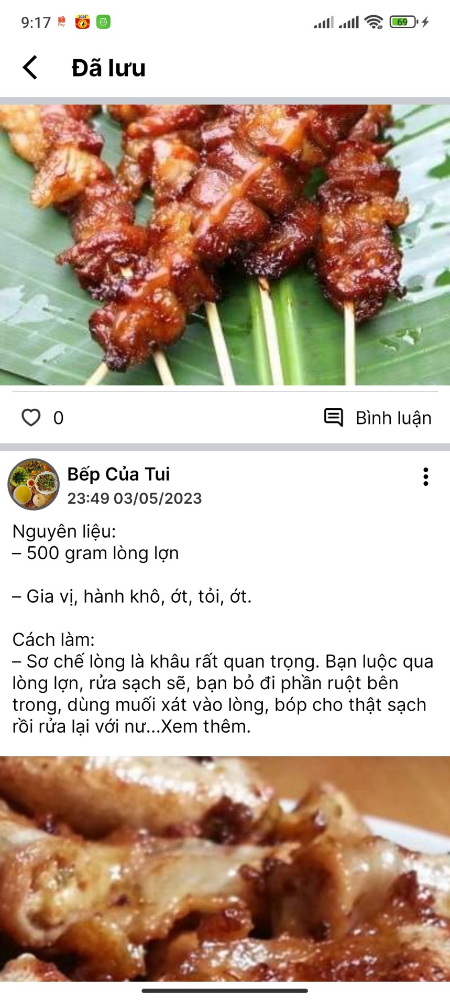 9:17
S
Pay
2023
69
Đã lưu
0
Bình luận
Bếp Của Tui
23:49 03/05/2023
Nguyên liệu:
– 500 gram lòng lợn
– Gia vị, hành khô, ớt, tỏi, ớt.
Cách làm:
– Sơ chế lòng là khâu rất quan trọng. Bạn luộc qua
lòng lợn, rửa sạch sẽ, bạn bỏ đi phần ruột bên
trong, dùng muối xát vào lòng, bóp cho thật sạch
rồi rửa lại với nư...Xem thêm.